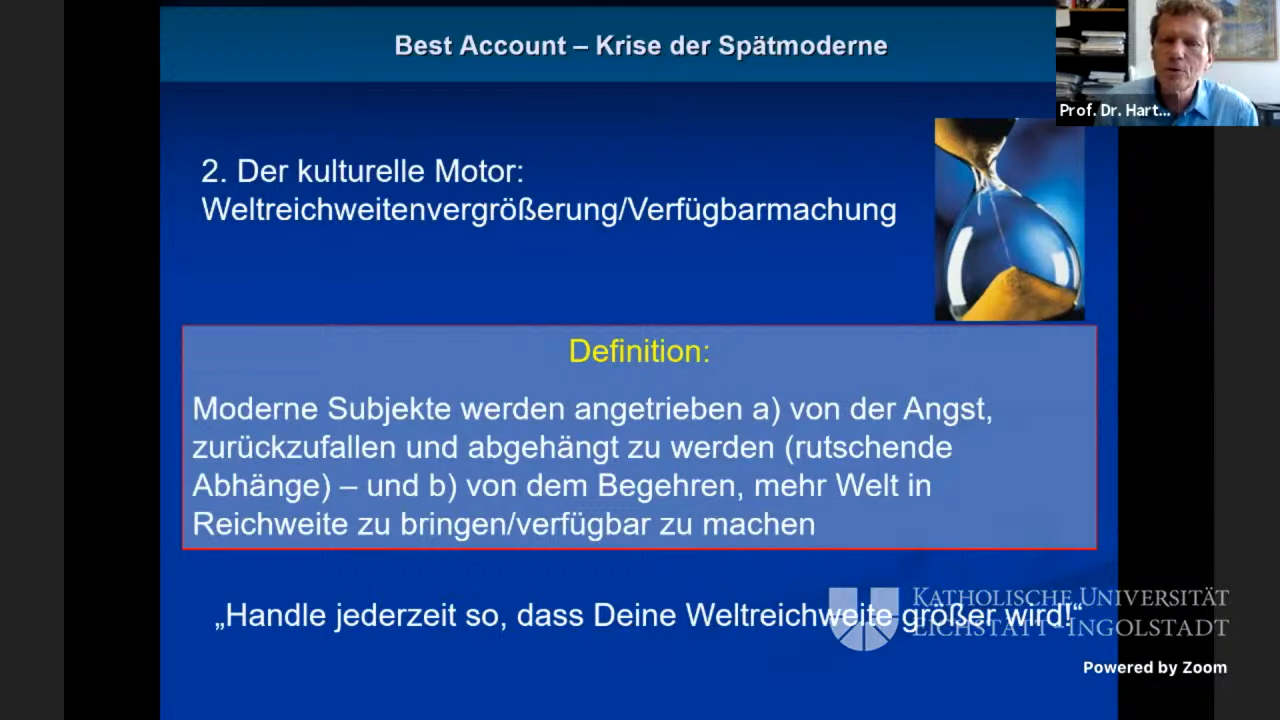 Best Account – Krise der Spätmoderne
Prof. Dr. Hart...
2. Der kulturelle Motor:
Weltreichweitenvergrößerung/Verfügbarmachung
Definition:
Moderne Subjekte werden angetrieben a) von der Angst,
zurückzufallen und abgehängt zu werden (rutschende
Abhänge) – und b) von dem Begehren, mehr Welt in
Reichweite zu bringen/verfügbar zu machen
„Handle jederzeit so, dass Deine Weltreichweite größer wird!“
KATHOLISCHE UNIVERSITÄT
EICHSTÄTT-INGOLSTADT
Powered by Zoom